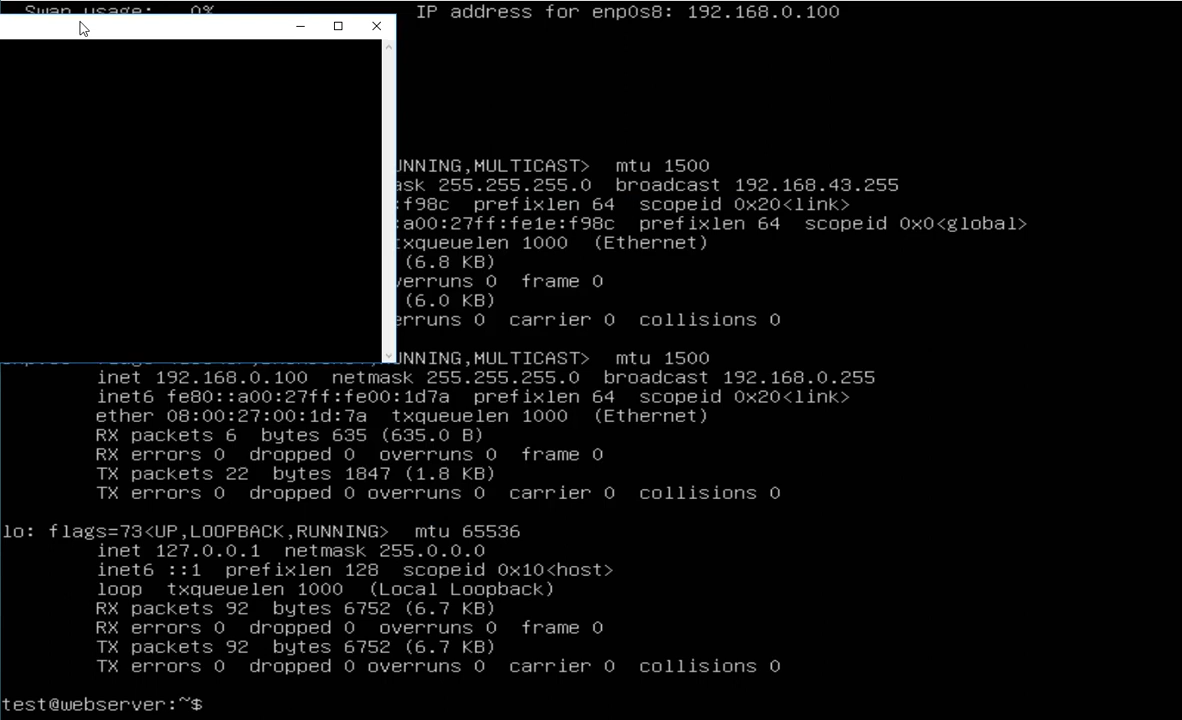 Swap usage: 0% IP address for enp0s8: 192.168.0.100
UNNING,MULTICAST> mtu 1500
ask 255.255.255.0 broadcast 192.168.43.255
:f98c prefixlen 64 scopeid 0x20<link>
:a00:27ff:fe1e:f98c prefixlen 64 scopeid 0x0<global>
txqueuelen 1000 (Ethernet)
(6.8 KB)
verruns 0 frame 0
(6.0 KB)
erruns 0 carrier 0 collisions 0
UNNING,MULTICAST> mtu 1500
inet 192.168.0.100 netmask 255.255.255.0 broadcast 192.168.0.255
inet6 fe80::a00:27ff:fe00:1d7a prefixlen 64 scopeid 0x20<link>
ether 08:00:27:00:1d:7a txqueuelen 1000 (Ethernet)
RX packets 6 bytes 635 (635.0 B)
RX errors 0 dropped 0 overruns 0 frame 0
TX packets 22 bytes 1847 (1.8 KB)
TX errors 0 dropped 0 overruns 0 carrier 0 collisions 0
lo: flags=73<UP,LOOPBACK,RUNNING> mtu 65536
inet 127.0.0.1 netmask 255.0.0.0
inet6 ::1 prefixlen 128 scopeid 0x10<host>
loop txqueuelen 1000 (Local Loopback)
RX packets 92 bytes 6752 (6.7 KB)
RX errors 0 dropped 0 overruns 0 frame 0
TX packets 92 bytes 6752 (6.7 KB)
TX errors 0 dropped 0 overruns 0 carrier 0 collisions 0
test@webserver:~$